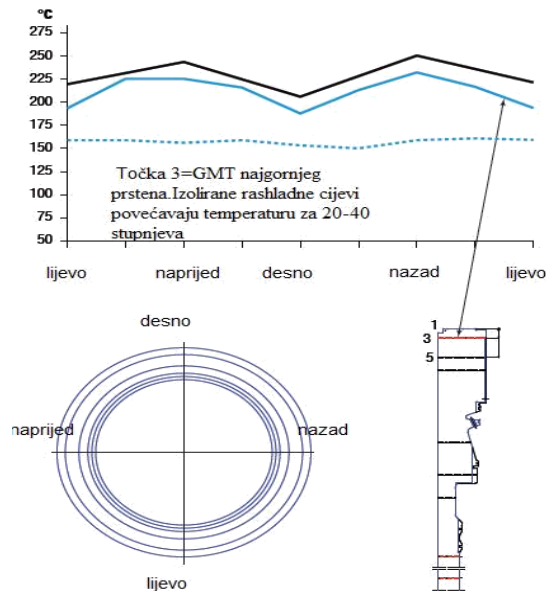 °C
275
250
225
200
175
150
125
100
75
50
Točka 3=GMT najgornjeg
prstena.Izolirane rashladne cijevi
povećavaju temperaturu za 20-40
stupnjeva
lijevo naprijed desno nazad lijevo
desno
naprijed
nazad
lijevo
1
3
5